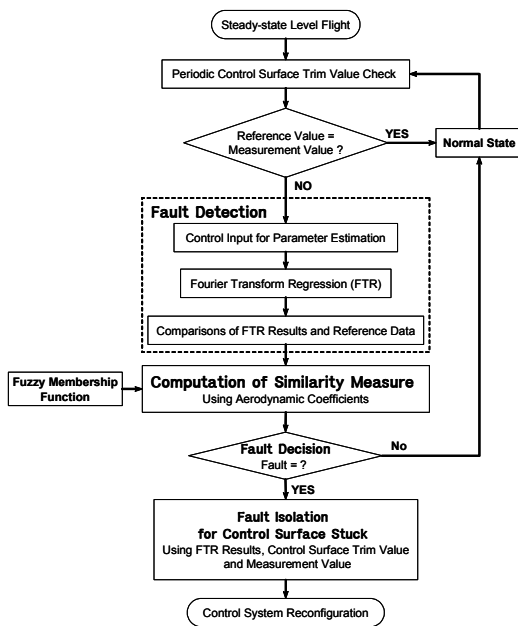 Steady-state Level Flight
Periodic Control Surface Trim Value Check
Reference Value =
Measurement Value ?
YES
Normal State
NO
Fault Detection
Control Input for Parameter Estimation
Fourier Transform Regression (FTR)
Comparisons of FTR Results and Reference Data
Fuzzy Membership
Function
Computation of Similarity Measure
Using Aerodynamic Coefficients
Fault Decision
Fault = ?
No
YES
Fault Isolation
for Control Surface Stuck
Using FTR Results, Control Surface Trim Value
and Measurement Value
Control System Reconfiguration